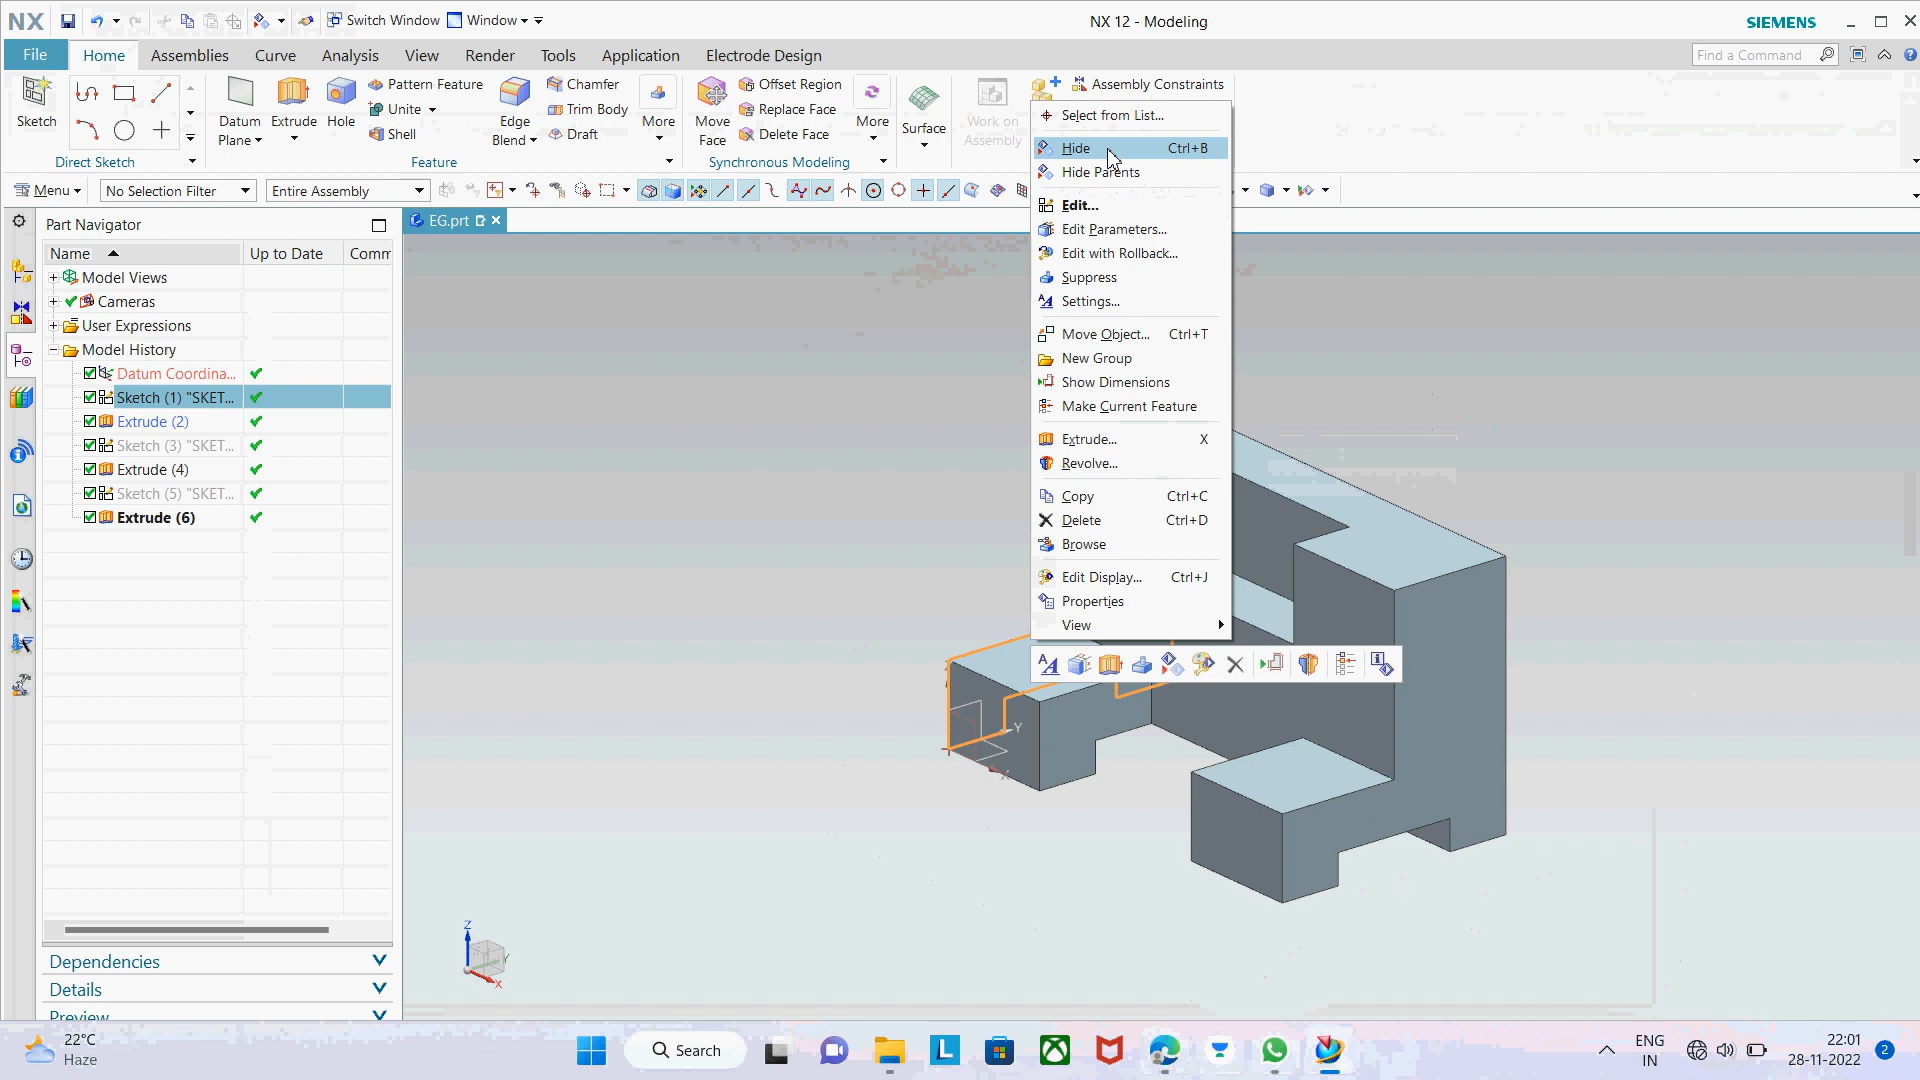 NX
Switch Window Window
NX 12 - Modeling
SIEMENS
File Home Assemblies Curve Analysis View Render Tools Application Electrode Design
Find a Command
Sketch
Direct Sketch
Datum Plane
Extrude
Hole
Pattern Feature
Unite
Shell
Edge Blend
Chamfer
Trim Body
Draft
More
Feature
Move Face
Offset Region
Replace Face
Delete Face
More
Synchronous Modeling
Surface
Work on Assembly
Assembly Constraints
Menu No Selection Filter Entire Assembly
Part Navigator
EG.prt
Name Up to Date Comm
Model Views
Cameras
User Expressions
Model History
Datum Coordina...
Sketch (1) "SKET...
Extrude (2)
Sketch (3) "SKET...
Extrude (4)
Sketch (5) "SKET...
Extrude (6)
Dependencies
Details
Preview
Select from List...
Hide Ctrl+B
Hide Parents
Edit...
Edit Parameters...
Edit with Rollback...
Suppress
Settings...
Move Object... Ctrl+T
New Group
Show Dimensions
Make Current Feature
Extrude... X
Revolve...
Copy Ctrl+C
Delete Ctrl+D
Browse
Edit Display... Ctrl+J
Properties
View
Y
X
Z
Y
X
22°C
Haze
Search
ENG
IN
22:01
28-11-2022
2